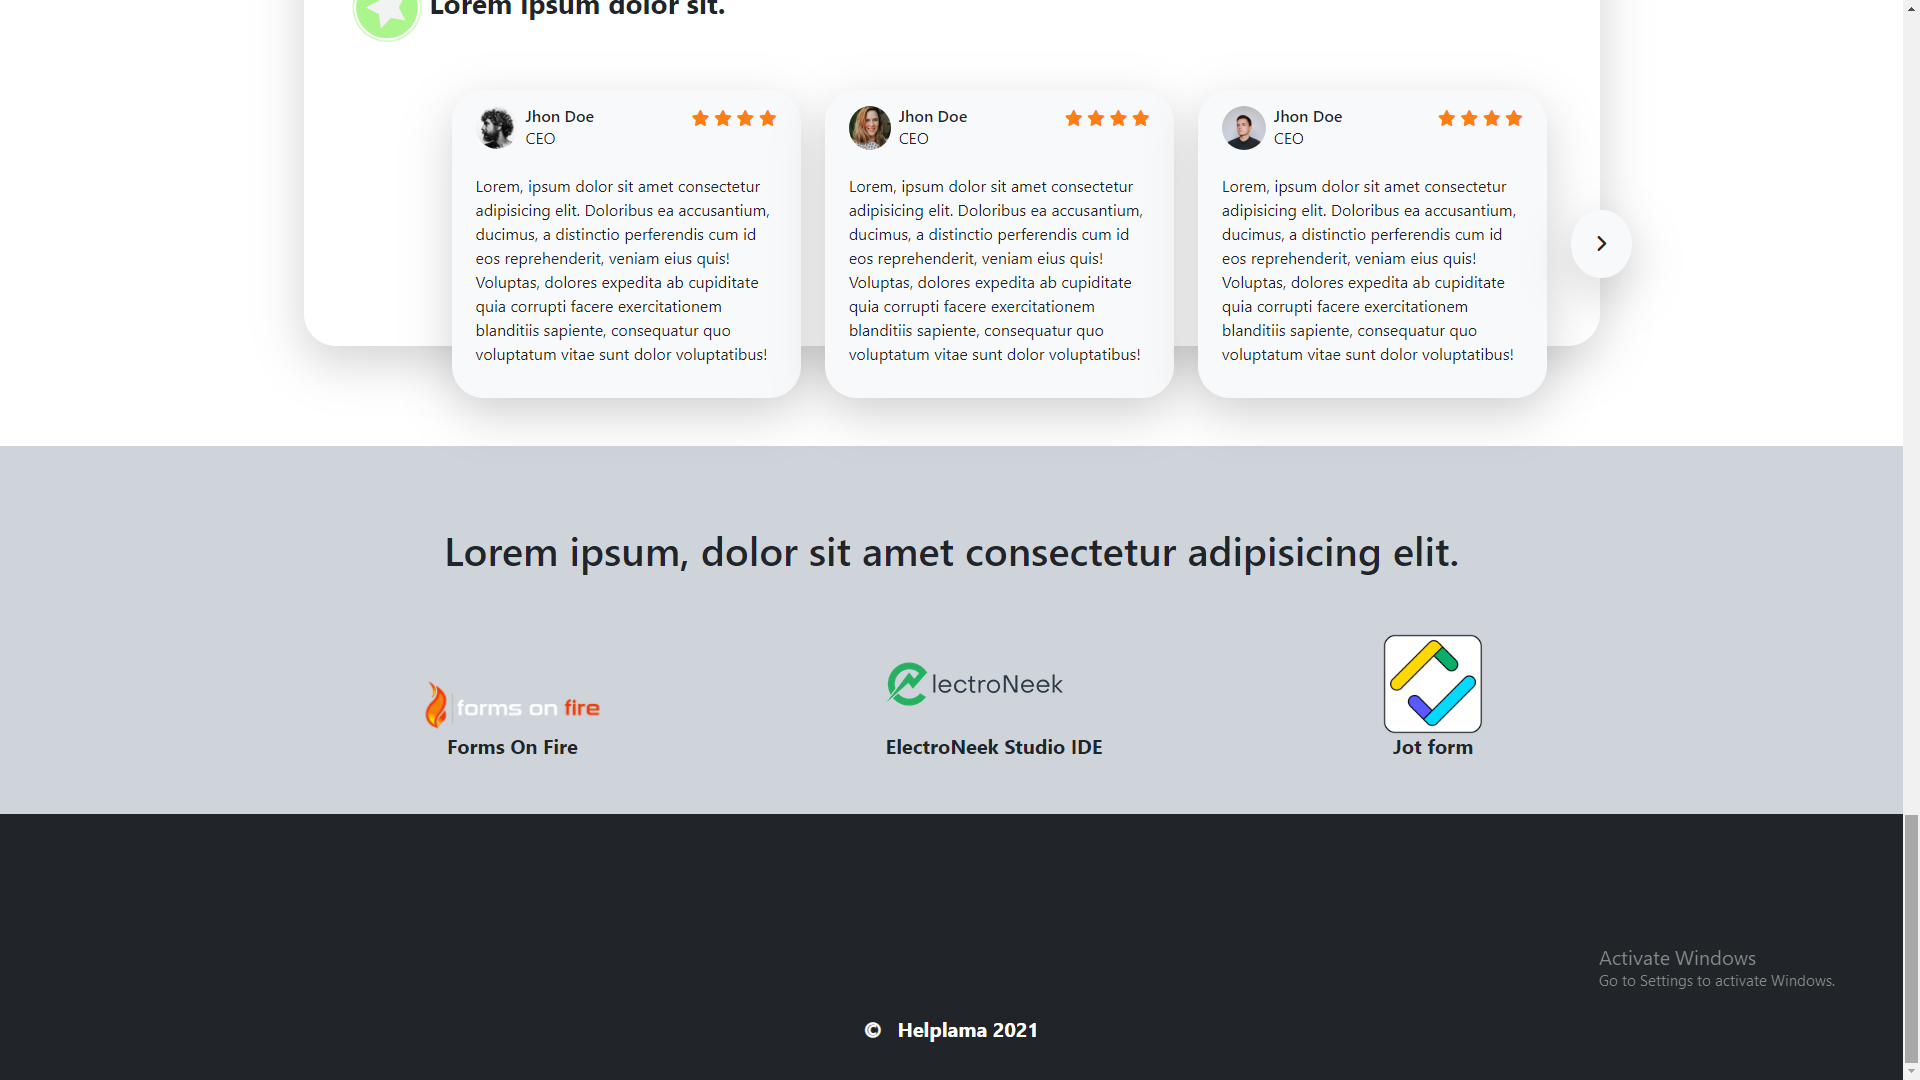 Lorem ipsum dolor sit.
Jhon Doe
CEO
Lorem, ipsum dolor sit amet consectetur
adipisicing elit. Doloribus ea accusantium,
ducimus, a distinctio perferendis cum id
eos reprehenderit, veniam eius quis!
Voluptas, dolores expedita ab cupiditate
quia corrupti facere exercitationem
blanditiis sapiente, consequatur quo
voluptatum vitae sunt dolor voluptatibus!
Jhon Doe
CEO
Lorem, ipsum dolor sit amet consectetur
adipisicing elit. Doloribus ea accusantium,
ducimus, a distinctio perferendis cum id
eos reprehenderit, veniam eius quis!
Voluptas, dolores expedita ab cupiditate
quia corrupti facere exercitationem
blanditiis sapiente, consequatur quo
voluptatum vitae sunt dolor voluptatibus!
Jhon Doe
CEO
Lorem, ipsum dolor sit amet consectetur
adipisicing elit. Doloribus ea accusantium,
ducimus, a distinctio perferendis cum id
eos reprehenderit, veniam eius quis!
Voluptas, dolores expedita ab cupiditate
quia corrupti facere exercitationem
blanditiis sapiente, consequatur quo
voluptatum vitae sunt dolor voluptatibus!
Lorem ipsum, dolor sit amet consectetur adipisicing elit.
forms on fire
Forms On Fire
lectroNeek
ElectroNeek Studio IDE
Jot form
Activate Windows
Go to Settings to activate Windows.
© Helplama 2021